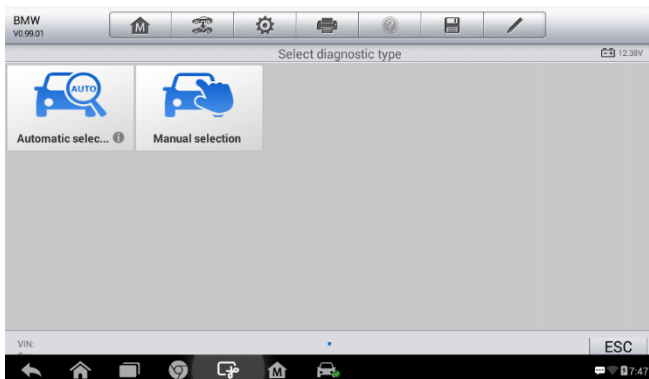 BMW
V0.99.01
M
Select diagnostic type
12.38V
AUTO
Automatic selec...
Manual selection
VIN:
ESC
M
7:47